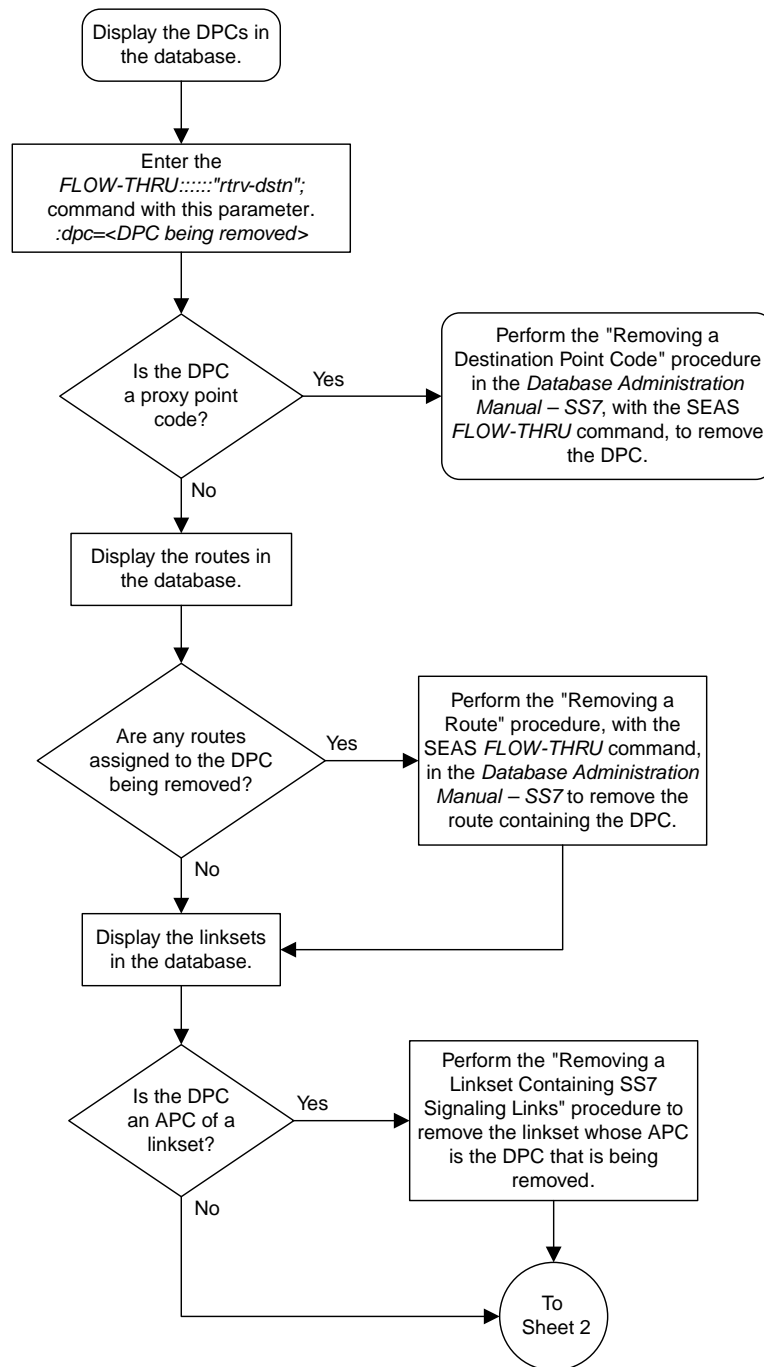 Display the DPCs in
the database.
Enter the
FLOW-THRU::::::"rtrv-dstn";
command with this parameter.
:dpc=<DPC being removed>
Is the DPC
a proxy point
code?
Yes
Perform the "Removing a
Destination Point Code" procedure
in the Database Administration
Manual – SS7, with the SEAS
FLOW-THRU command, to remove
the DPC.
No
Display the routes in
the database.
Are any routes
assigned to the DPC
being removed?
Yes
Perform the "Removing a
Route" procedure, with the
SEAS FLOW-THRU command,
in the Database Administration
Manual – SS7 to remove the
route containing the DPC.
No
Display the linksets
in the database.
Is the DPC
an APC of a
linkset?
Yes
Perform the "Removing a
Linkset Containing SS7
Signaling Links" procedure to
remove the linkset whose APC
is the DPC that is being
removed.
No
To
Sheet 2